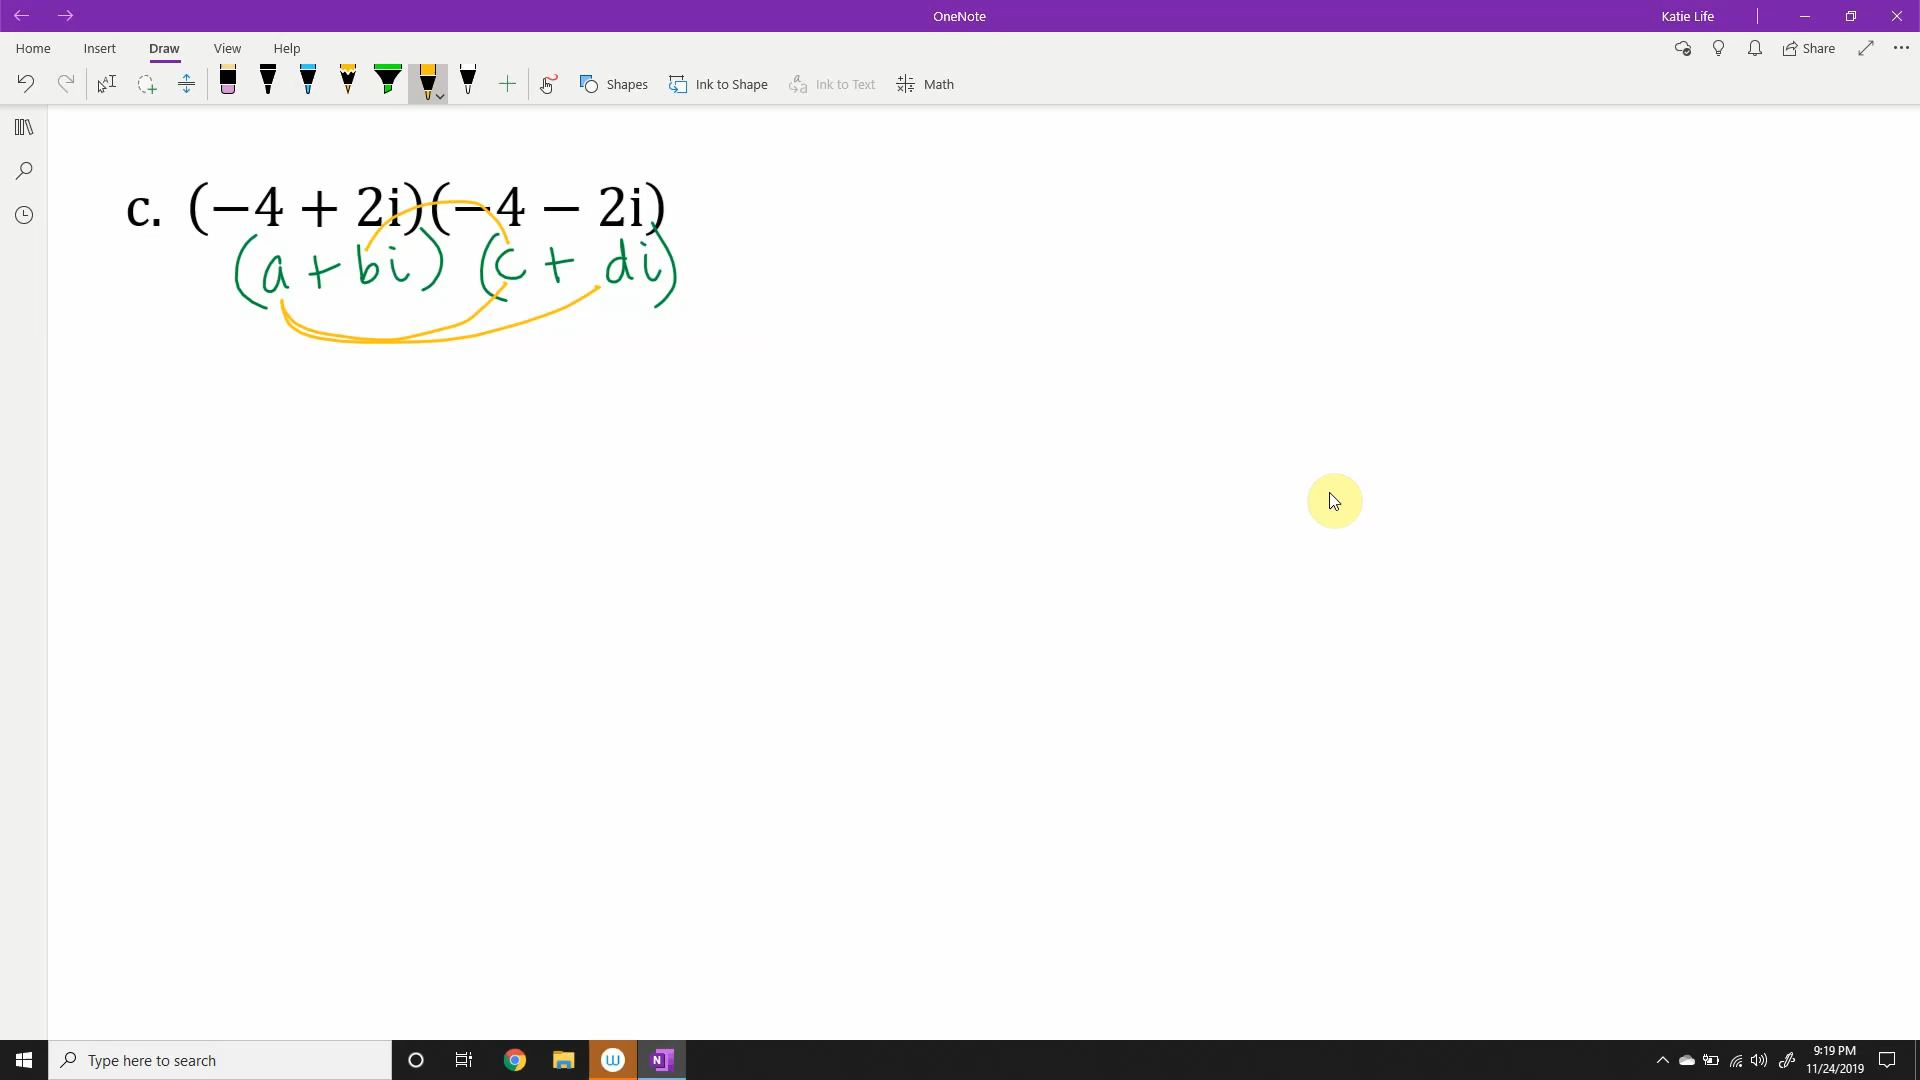 OneNote
Katie Life
Home Insert Draw View Help
Share
Shapes Ink to Shape Ink to Text Math
c. (−4 + 2i)(−4 − 2i)
(a + bi) (c + di)
Type here to search
9:19 PM
11/24/2019